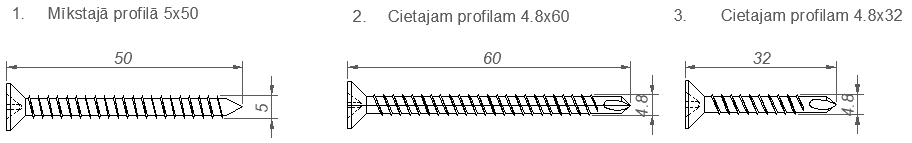 1. Mīkstajā profilā 5x50
2. Cietajam profilam 4.8x60
3. Cietajam profilam 4.8x32
50
5
60
4.8
32
4.8